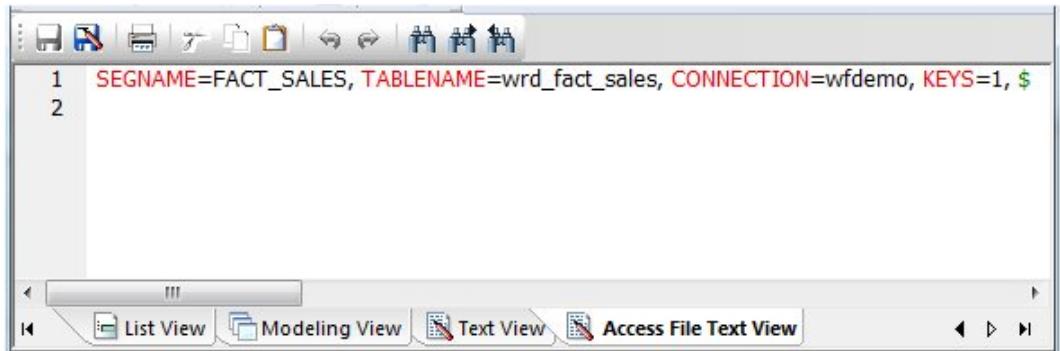 1 SEGNAME=FACT_SALES, TABLENAME=wrd_fact_sales, CONNECTION=wfdemo, KEYS=1, $
2
List View Modeling View Text View Access File Text View